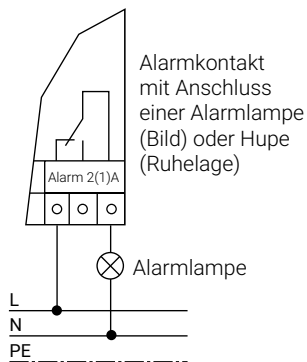 Alarmkontakt
mit Anschluss
einer Alarmlampe
(Bild) oder Hupe
(Ruhelage)
Alarm 2(1)A
Alarmlampe
L
N
PE